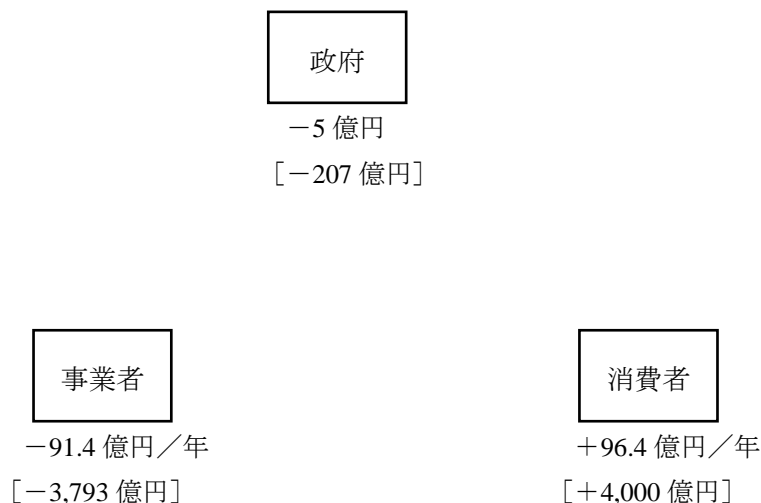 政府
－5 億円
［－207 億円］
事業者
－91.4 億円／年
［－3,793 億円］
消費者
＋96.4 億円／年
［＋4,000 億円］